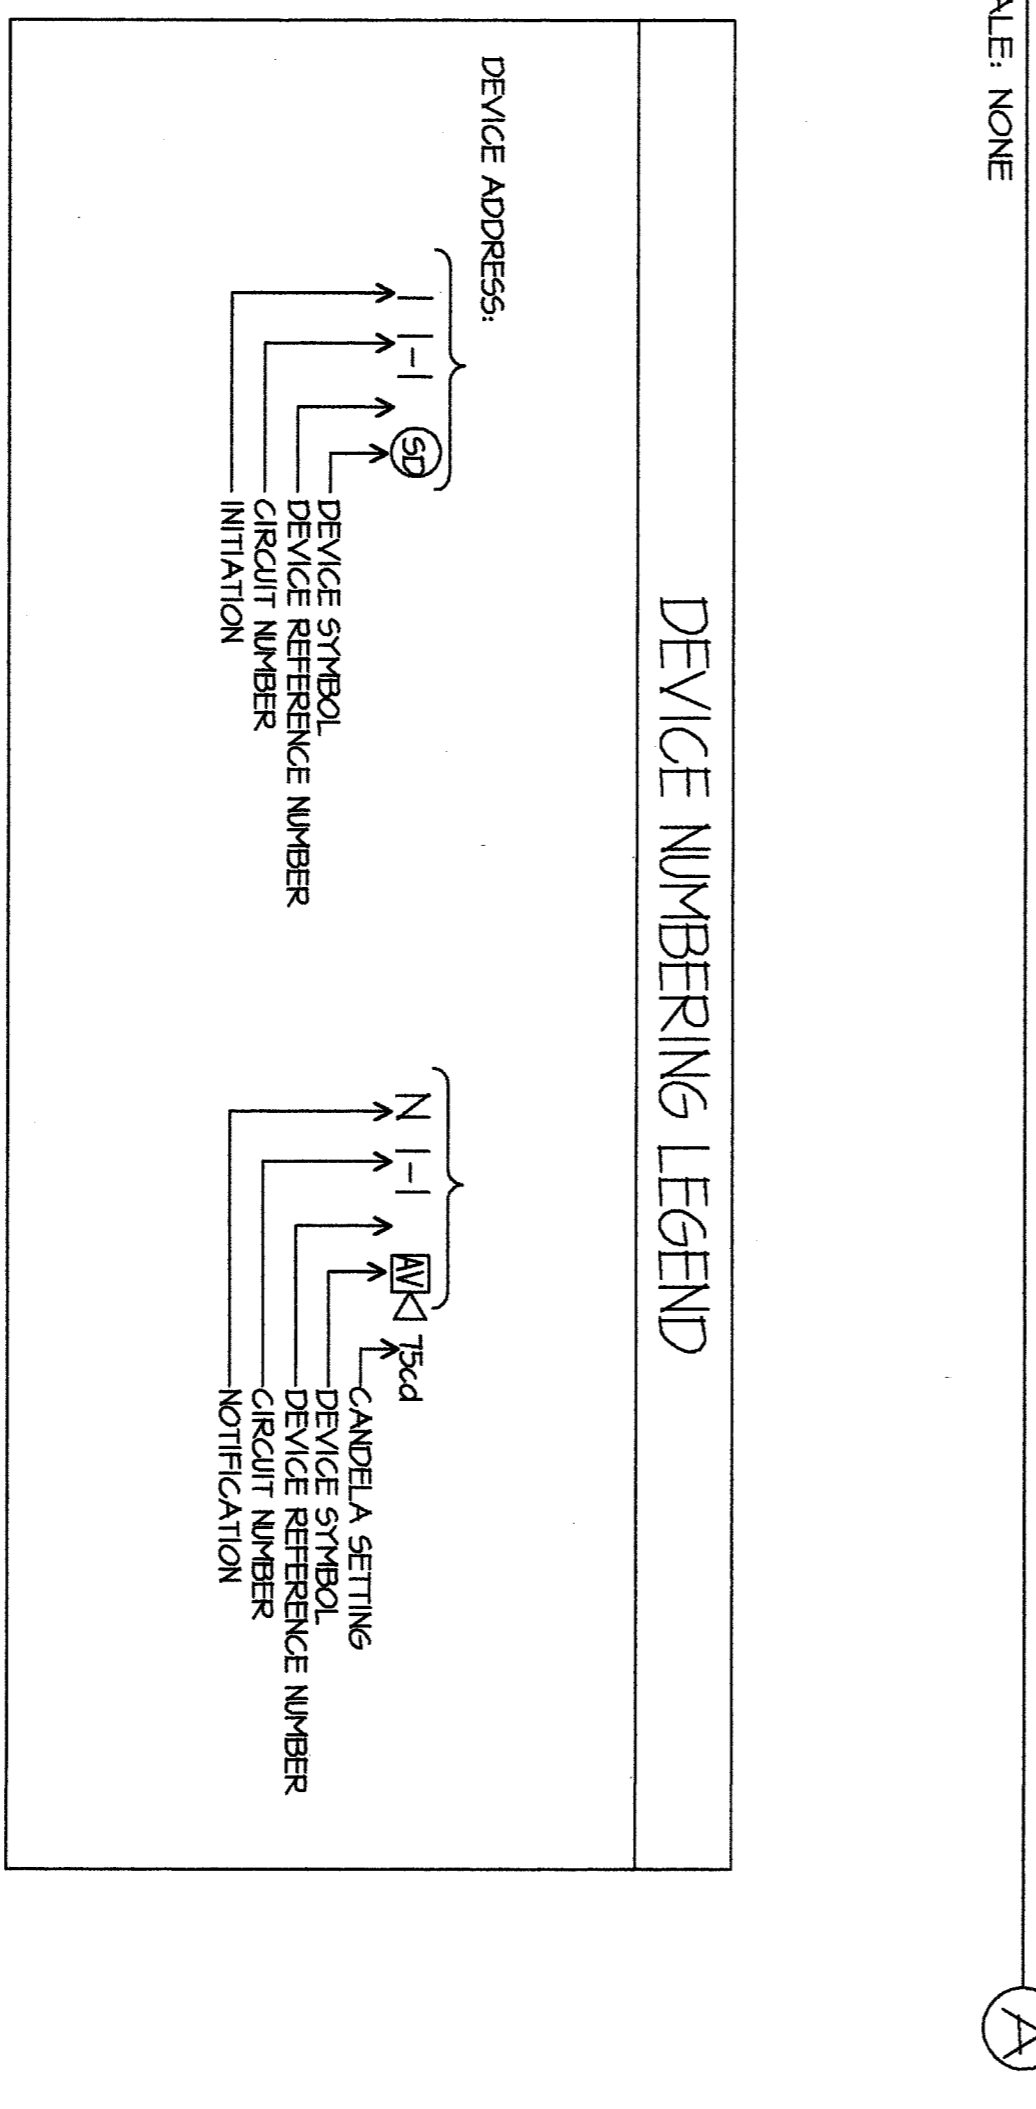 ALE: NONE
A
DEVICE NUMBERING LEGEND
DEVICE ADDRESS:
I 1-1 SD
DEVICE SYMBOL
DEVICE REFERENCE NUMBER
CIRCUIT NUMBER
INITIATION
N 1-1 AV 75cd
CANDELA SETTING
DEVICE SYMBOL
DEVICE REFERENCE NUMBER
CIRCUIT NUMBER
NOTIFICATION